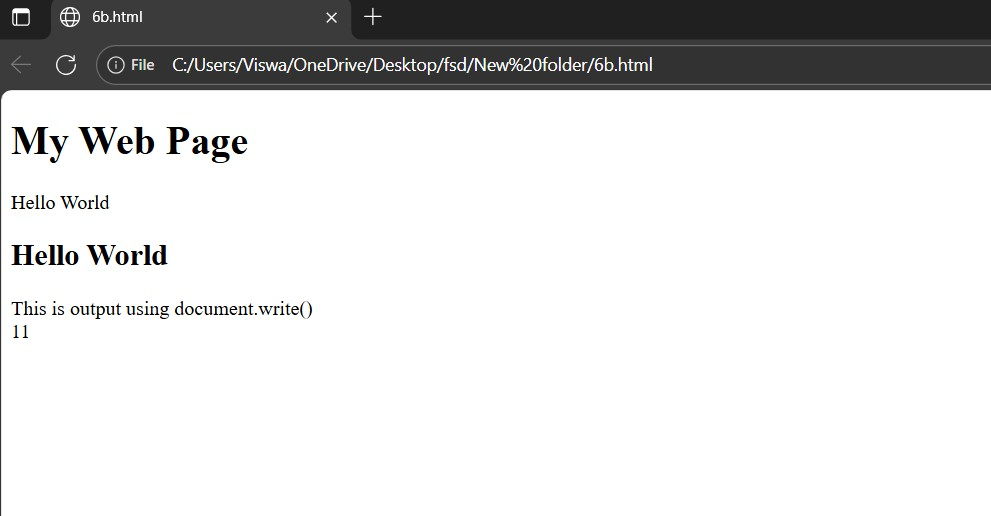 6b.html
File C:/Users/Viswa/OneDrive/Desktop/fsd/New%20folder/6b.html
My Web Page
Hello World
Hello World
This is output using document.write()
11